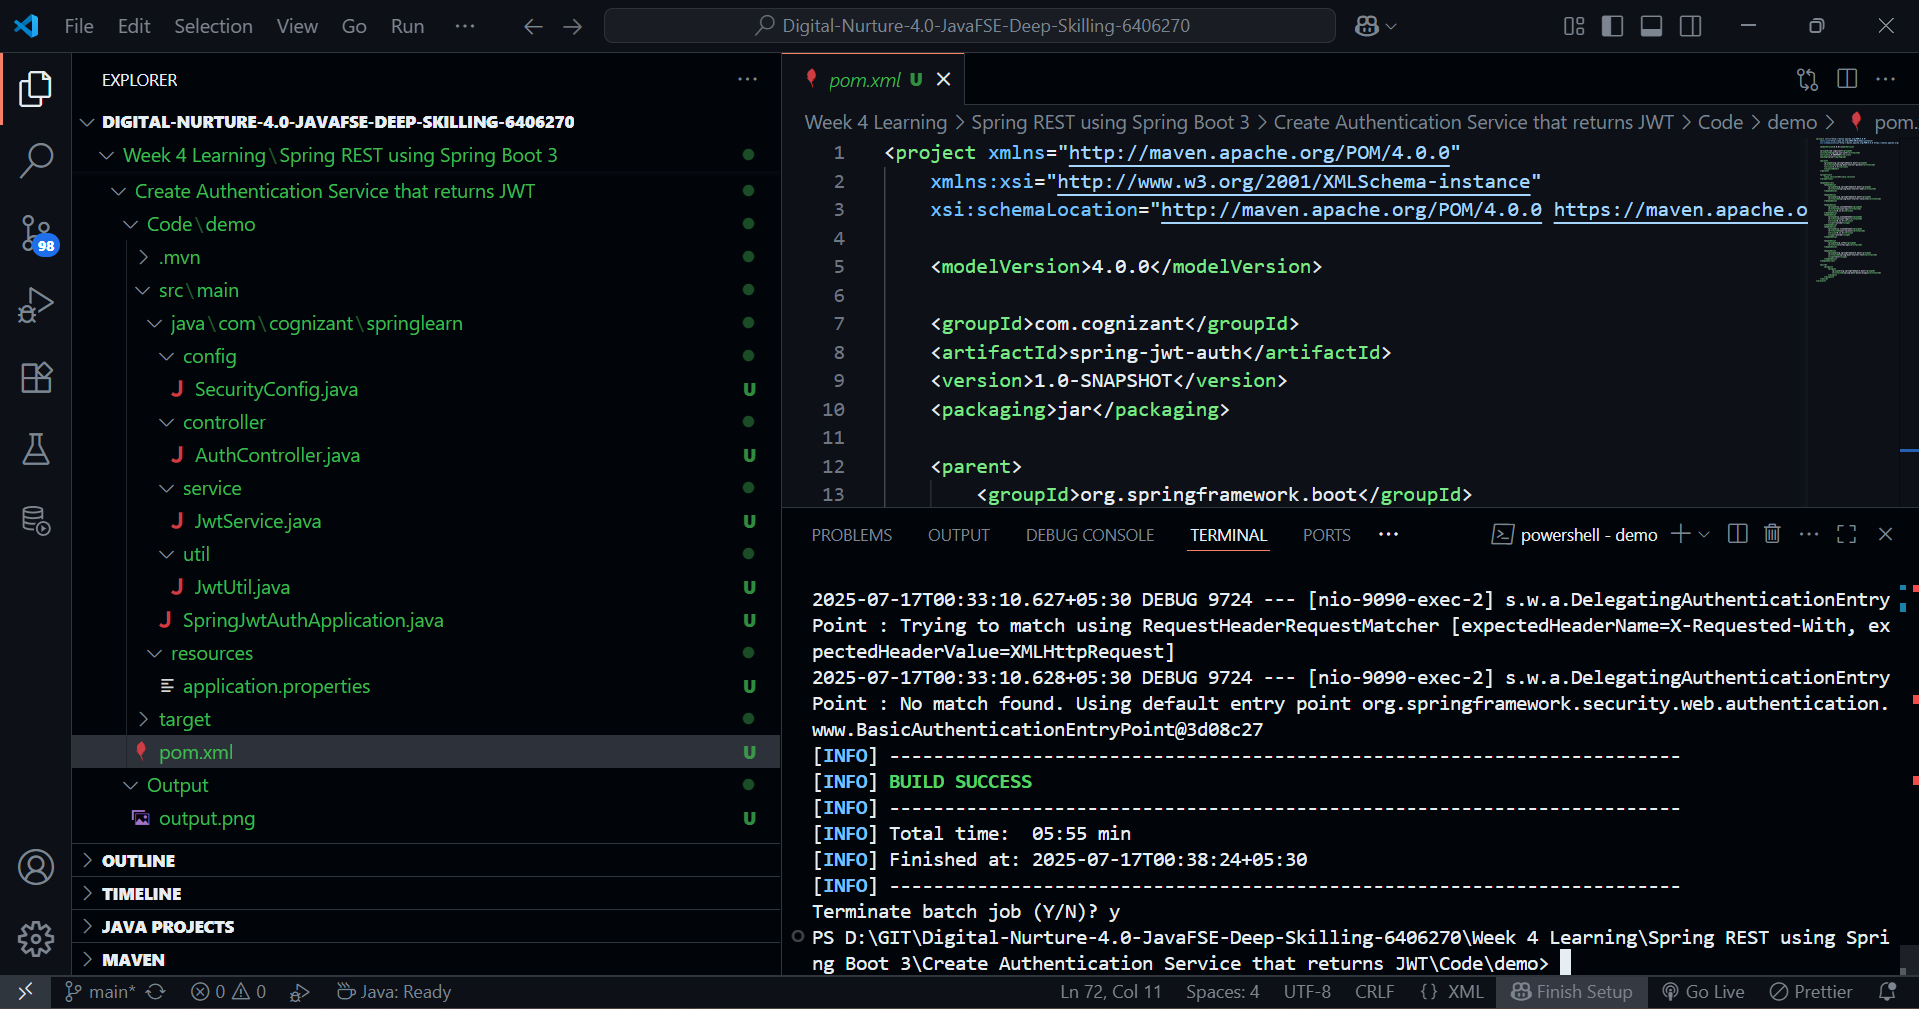 File Edit Selection View Go Run ··· Digital-Nurture-4.0-JavaFSE-Deep-Skilling-6406270
EXPLORER
DIGITAL-NURTURE-4.0-JAVAFSE-DEEP-SKILLING-6406270
Week 4 Learning\Spring REST using Spring Boot 3
Create Authentication Service that returns JWT
Code\demo
.mvn
src\main
java\com\cognizant\springlearn
config
SecurityConfig.java U
controller
AuthController.java U
service
JwtService.java U
util
JwtUtil.java U
SpringJwtAuthApplication.java U
resources
application.properties U
target
pom.xml U
Output
output.png U
OUTLINE
TIMELINE
JAVA PROJECTS
MAVEN
98
pom.xml U
Week 4 Learning > Spring REST using Spring Boot 3 > Create Authentication Service that returns JWT > Code > demo > pom.
1 <project xmlns="http://maven.apache.org/POM/4.0.0"
2 xmlns:xsi="http://www.w3.org/2001/XMLSchema-instance"
3 xsi:schemaLocation="http://maven.apache.org/POM/4.0.0 https://maven.apache.o
4
5 <modelVersion>4.0.0</modelVersion>
6
7 <groupId>com.cognizant</groupId>
8 <artifactId>spring-jwt-auth</artifactId>
9 <version>1.0-SNAPSHOT</version>
10 <packaging>jar</packaging>
11
12 <parent>
13 <groupId>org.springframework.boot</groupId>
PROBLEMS OUTPUT DEBUG CONSOLE TERMINAL PORTS ··· powershell - demo
2025-07-17T00:33:10.627+05:30 DEBUG 9724 --- [nio-9090-exec-2] s.w.a.DelegatingAuthenticationEntry
Point : Trying to match using RequestHeaderRequestMatcher [expectedHeaderName=X-Requested-With, ex
pectedHeaderValue=XMLHttpRequest]
2025-07-17T00:33:10.628+05:30 DEBUG 9724 --- [nio-9090-exec-2] s.w.a.DelegatingAuthenticationEntry
Point : No match found. Using default entry point org.springframework.security.web.authentication.
www.BasicAuthenticationEntryPoint@3d08c27
[INFO] ------------------------------------------------------------------------
[INFO] BUILD SUCCESS
[INFO] ------------------------------------------------------------------------
[INFO] Total time:  05:55 min
[INFO] Finished at: 2025-07-17T00:38:24+05:30
[INFO] ------------------------------------------------------------------------
Terminate batch job (Y/N)? y
PS D:\GIT\Digital-Nurture-4.0-JavaFSE-Deep-Skilling-6406270\Week 4 Learning\Spring REST using Spri
ng Boot 3\Create Authentication Service that returns JWT\Code\demo>
main* 0 0 Java: Ready Ln 72, Col 11 Spaces: 4 UTF-8 CRLF {} XML Finish Setup Go Live Prettier